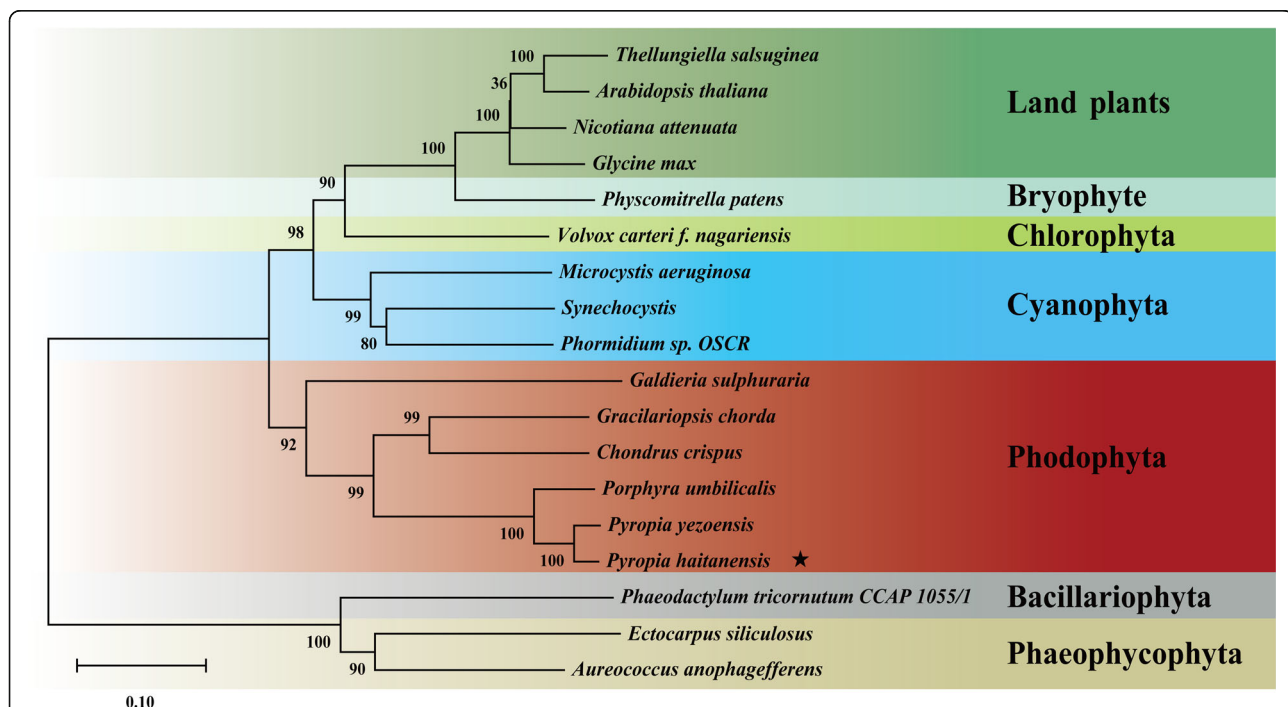 100
Thellungiella salsuginea
36
Arabidopsis thaliana
Land plants
100
Nicotiana attenuata
100
Glycine max
90
Physcomitrella patens
Bryophyte
98
Volvox carteri f. nagariensis
Chlorophyta
Microcystis aeruginosa
99
Synechocystis
Cyanophyta
80
Phormidium sp. OSCR
Galdieria sulphuraria
99
Gracilariopsis chorda
92
Chondrus crispus
Phodophyta
99
Porphyra umbilicalis
100
Pyropia yezoensis
100
Pyropia haitanensis ★
Phaeodactylum tricornutum CCAP 1055/1
Bacillariophyta
100
Ectocarpus siliculosus
Phaeophycophyta
90
Aureococcus anophagefferens
0.10